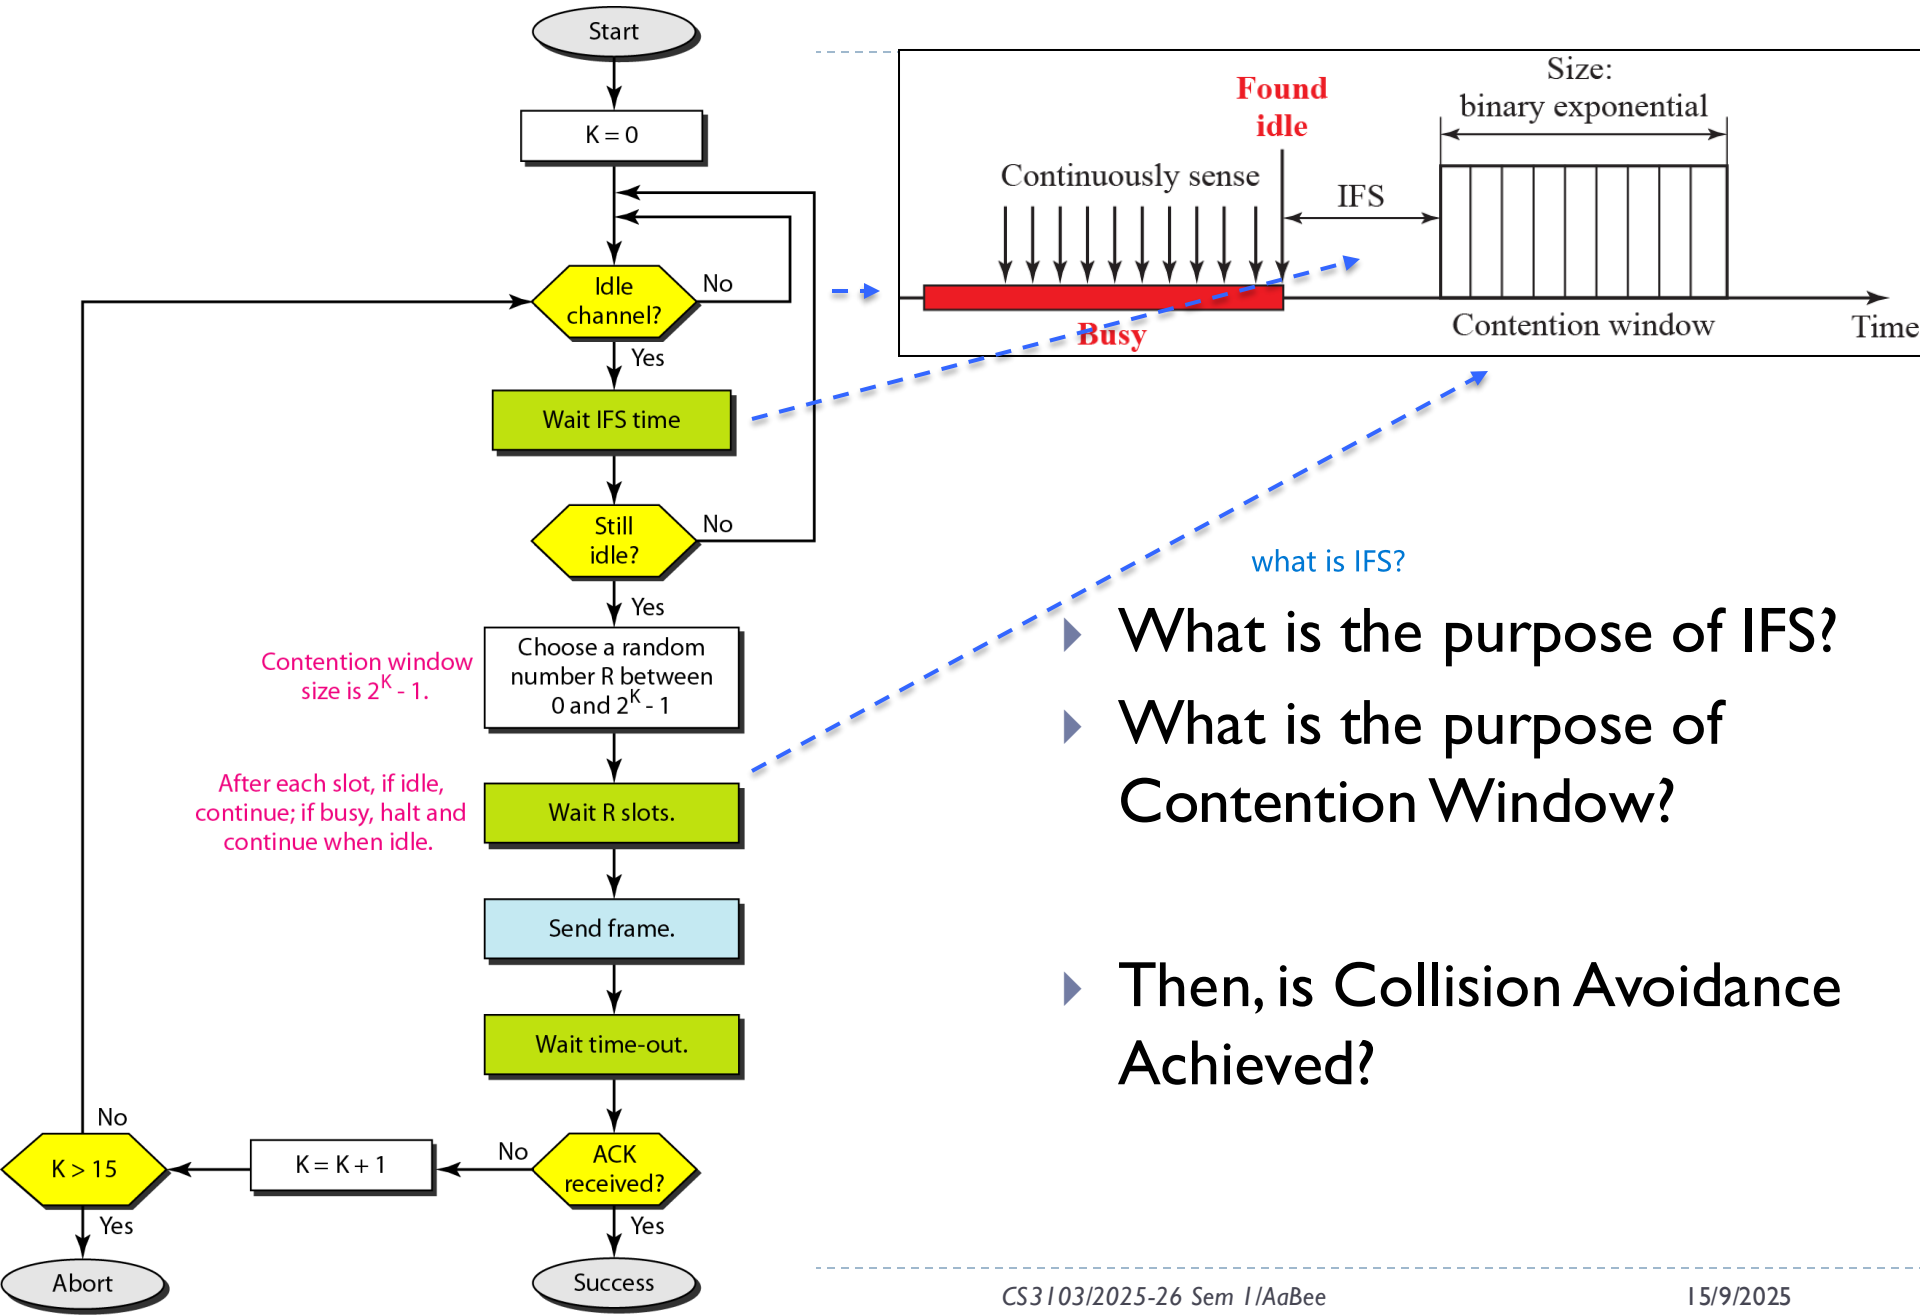 Start
K = 0
Idle
channel?
No
Yes
Wait IFS time
Still
idle?
No
Yes
Contention window
size is 2^K - 1.
Choose a random
number R between
0 and 2^K - 1
After each slot, if idle,
continue; if busy, halt and
continue when idle.
Wait R slots.
Send frame.
Wait time-out.
ACK
received?
No
Yes
K = K + 1
K > 15
No
Yes
Abort
Success
Size:
binary exponential
Found
idle
Continuously sense
IFS
Busy
Contention window
Time
what is IFS?
What is the purpose of IFS?
What is the purpose of
Contention Window?
Then, is Collision Avoidance
Achieved?
CS3103/2025-26 Sem 1/AaBee
15/9/2025